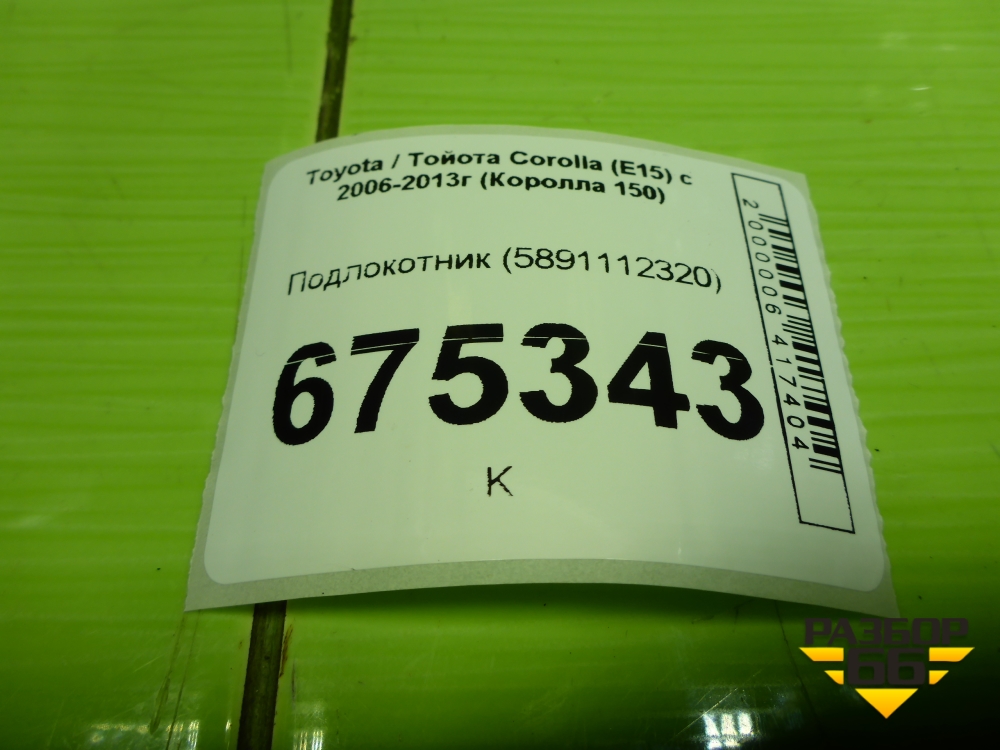 Toyota / Тойота Corolla (E15) с
2006-2013г (Королла 150)
Подлокотник (5891112320)
675343
К
2000006417404
РАЗБОР
66